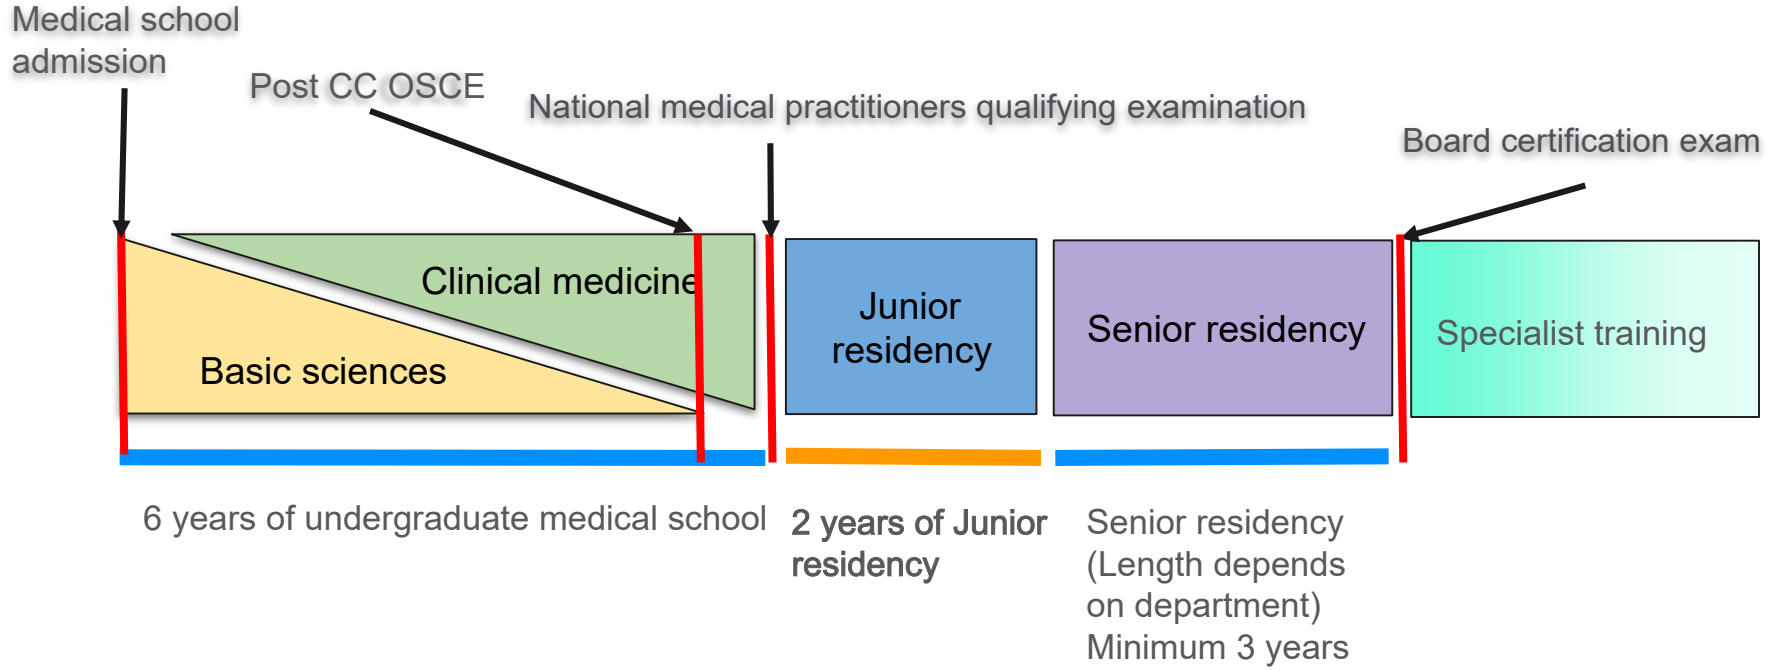 Medical school
admission
Post CC OSCE
National medical practitioners qualifying examination
Board certification exam
Clinical medicine
Basic sciences
Junior
residency
Senior residency
Specialist training
6 years of undergraduate medical school
2 years of Junior
residency
Senior residency
(Length depends
on department)
Minimum 3 years